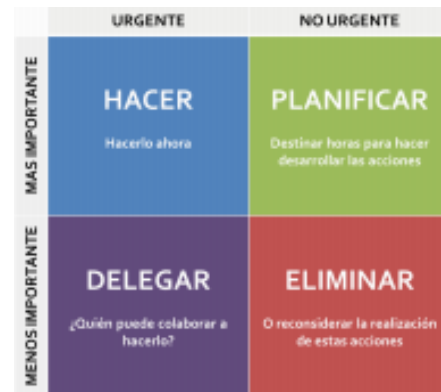 URGENTE
NO URGENTE
MAS IMPORTANTE
HACER
Hacerlo ahora
PLANIFICAR
Destinar horas para hacer
desarrollar las acciones
MENOS IMPORTANTE
DELEGAR
¿Quién puede colaborar a
hacerlo?
ELIMINAR
O reconsiderar la realización
de estas acciones